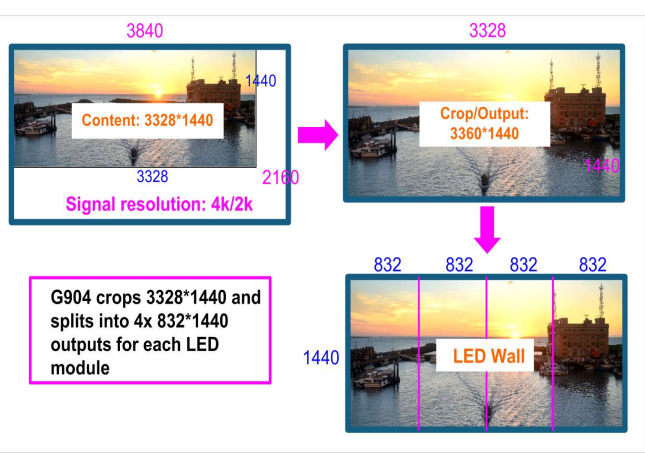 3840
1440
Content: 3328*1440
3328
2160
Signal resolution: 4k/2k
3328
Crop/Output:
3360*1440
1440
G904 crops 3328*1440 and
splits into 4x 832*1440
outputs for each LED
module
832 832 832 832
1440
LED Wall